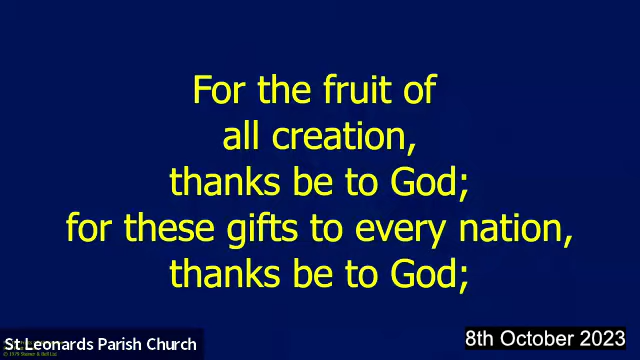 For the fruit of
all creation,
thanks be to God;
for these gifts to every nation,
thanks be to God;
St Leonards Parish Church
8th October 2023